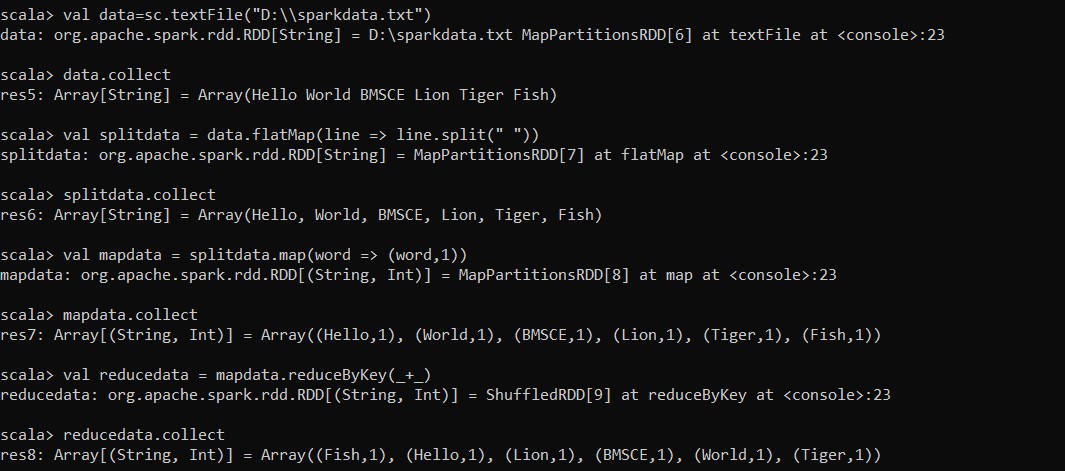 scala> val data=sc.textFile("D:\\sparkdata.txt")
data: org.apache.spark.rdd.RDD[String] = D:\sparkdata.txt MapPartitionsRDD[6] at textFile at <console>:23
scala> data.collect
res5: Array[String] = Array(Hello World BMSCE Lion Tiger Fish)
scala> val splitdata = data.flatMap(line => line.split(" "))
splitdata: org.apache.spark.rdd.RDD[String] = MapPartitionsRDD[7] at flatMap at <console>:23
scala> splitdata.collect
res6: Array[String] = Array(Hello, World, BMSCE, Lion, Tiger, Fish)
scala> val mapdata = splitdata.map(word => (word,1))
mapdata: org.apache.spark.rdd.RDD[(String, Int)] = MapPartitionsRDD[8] at map at <console>:23
scala> mapdata.collect
res7: Array[(String, Int)] = Array((Hello,1), (World,1), (BMSCE,1), (Lion,1), (Tiger,1), (Fish,1))
scala> val reducedata = mapdata.reduceByKey(_+_)
reducedata: org.apache.spark.rdd.RDD[(String, Int)] = ShuffledRDD[9] at reduceByKey at <console>:23
scala> reducedata.collect
res8: Array[(String, Int)] = Array((Fish,1), (Hello,1), (Lion,1), (BMSCE,1), (World,1), (Tiger,1))